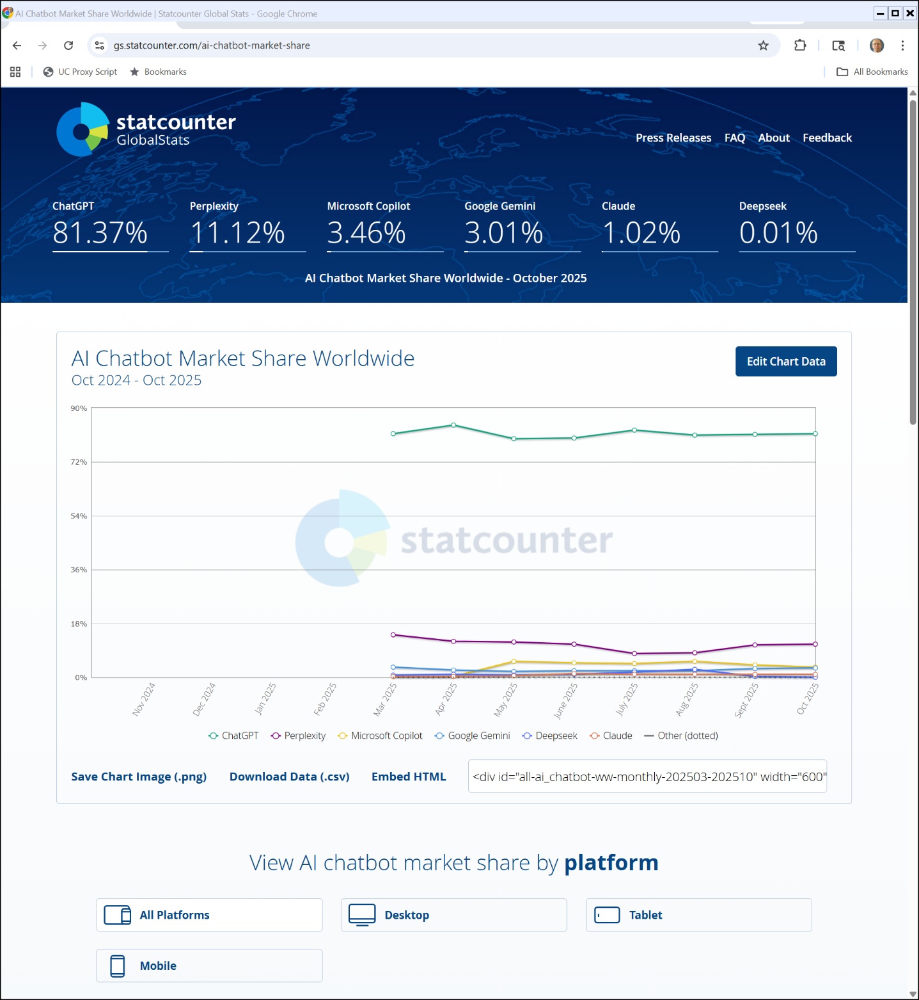 AI Chatbot Market Share Worldwide | Statcounter Global Stats - Google Chrome
gs.statcounter.com/ai-chatbot-market-share
UC Proxy Script
Bookmarks
All Bookmarks
statcounter
GlobalStats
Press Releases FAQ About Feedback
ChatGPT
81.37%
Perplexity
11.12%
Microsoft Copilot
3.46%
Google Gemini
3.01%
Claude
1.02%
Deepseek
0.01%
AI Chatbot Market Share Worldwide - October 2025
AI Chatbot Market Share Worldwide
Oct 2024 - Oct 2025
Edit Chart Data
90%
72%
54%
36%
18%
0%
statcounter
Nov 2024
Dec 2024
Jan 2025
Feb 2025
Mar 2025
Apr 2025
May 2025
June 2025
July 2025
Aug 2025
Sept 2025
Oct 2025
ChatGPT Perplexity Microsoft Copilot Google Gemini Deepseek Claude Other (dotted)
Save Chart Image (.png)
Download Data (.csv)
Embed HTML
<div id="all-ai_chatbot-ww-monthly-202503-202510" width="600"
View AI chatbot market share by platform
All Platforms
Desktop
Tablet
Mobile